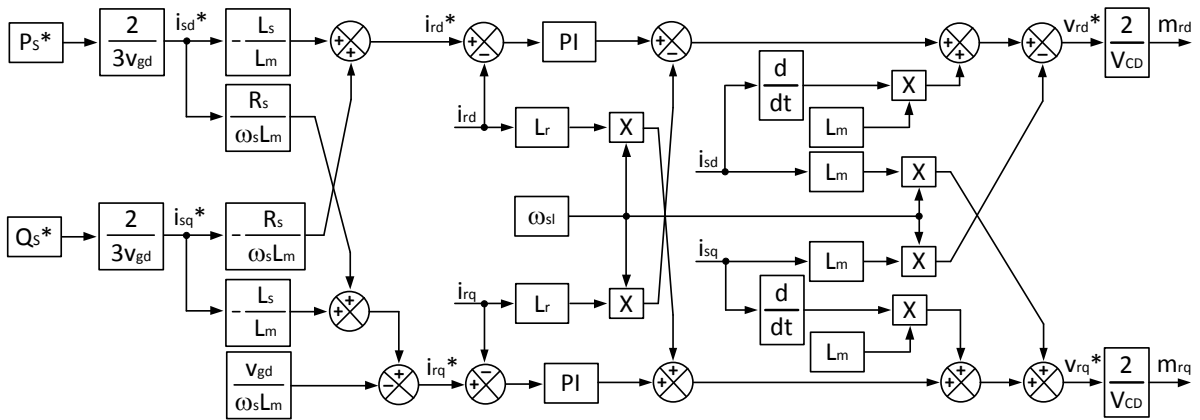 Ps* 2 3vgd isd* - Ls Lm + + ird* + - PI + - + + + - vrd* 2 VCD mrd
Rs ωsLm
d dt X
ird Lr X Lm
isd Lm X
Qs* 2 3vgd isq* - Rs ωsLm ωsl
isq Lm X
- Ls Lm + + irq Lr X d dt X
Lm
vgd ωsLm - + irq* - + PI + + + + + + vrq* 2 VCD mrq